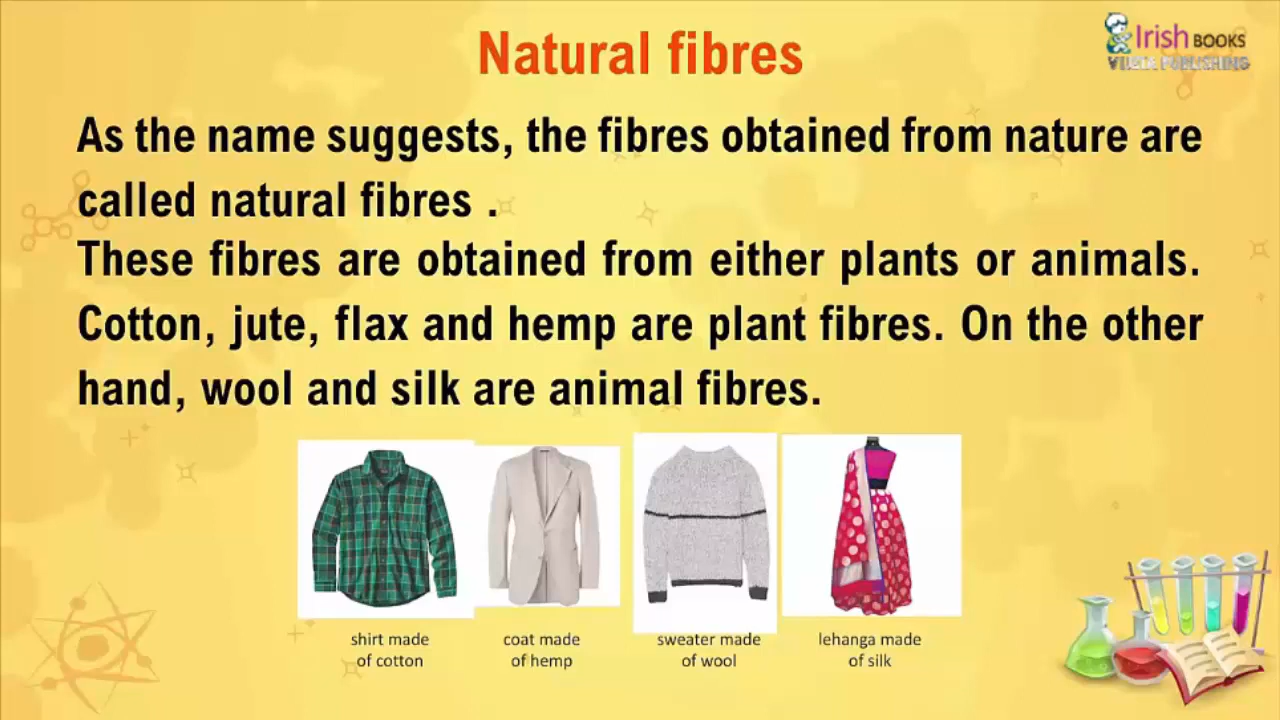 Natural fibres
Irish BOOKS
PUBLISHING
As the name suggests, the fibres obtained from nature are
called natural fibres .
These fibres are obtained from either plants or animals.
Cotton, jute, flax and hemp are plant fibres. On the other
hand, wool and silk are animal fibres.
shirt made
of cotton
coat made
of hemp
sweater made
of wool
lehanga made
of silk